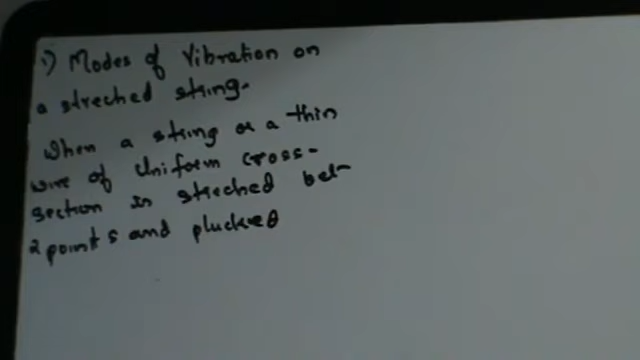 1) Modes of Vibration on
a streched string.
When a string or a thin
wire of Uniform cross-
section is streched bet-
2 points and plucked